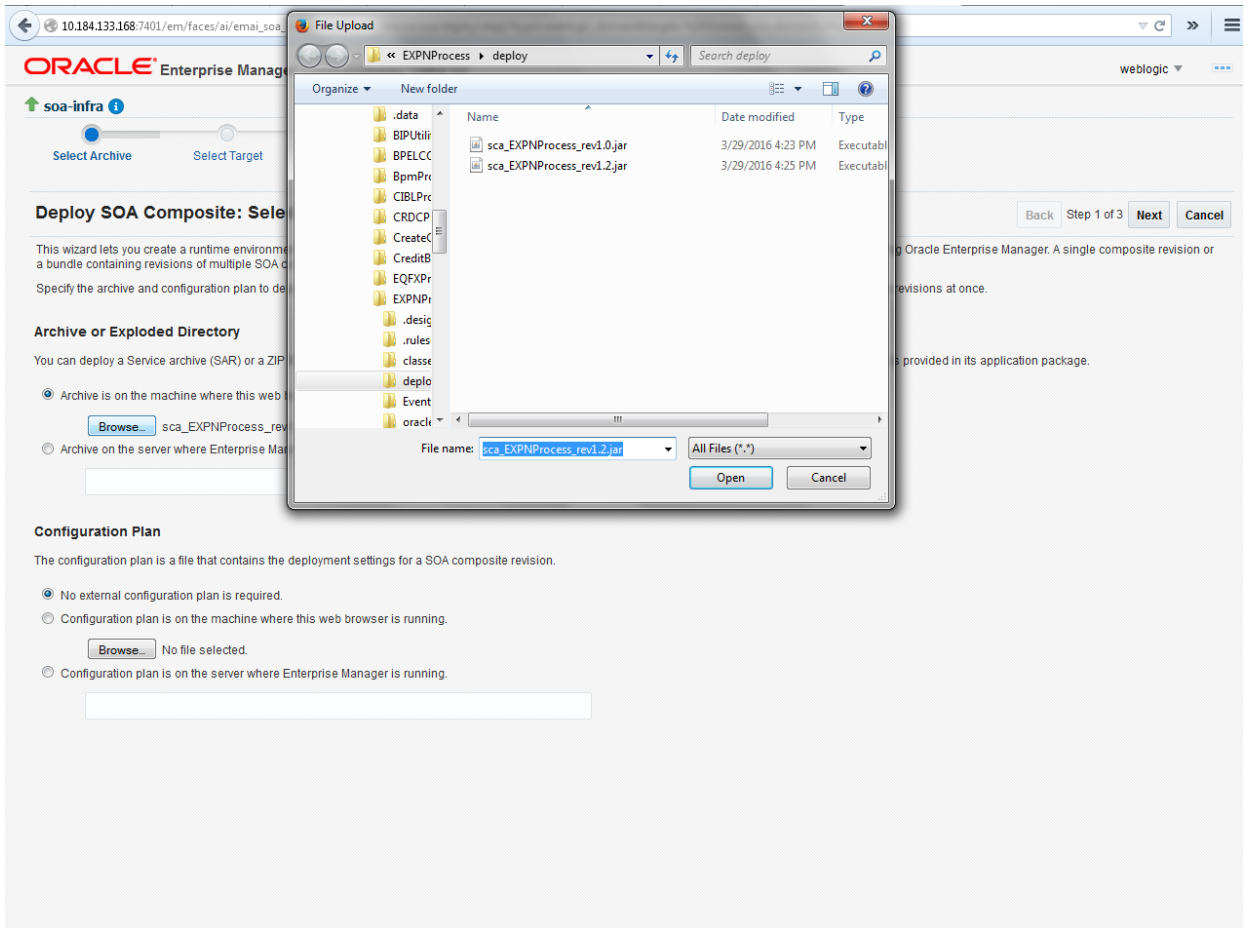 10.184.133.168:7401/em/faces/ai/emai_soa_
File Upload
« EXPNProcess ▸ deploy
Search deploy
ORACLE Enterprise Manage
weblogic
Organize
New folder
soa-infra
Select Archive
Select Target
.data
BIPUtili
BPELCC
BpmPro
CIBLPrc
CRDCP
CreateC
CreditB
EQFXPr
EXPNPr
.desig
.rules
classe
deplo
Event
oracle
Name
Date modified
Type
sca_EXPNProcess_rev1.0.jar
3/29/2016 4:23 PM
Executabl
sca_EXPNProcess_rev1.2.jar
3/29/2016 4:25 PM
Executabl
File name:
sca_EXPNProcess_rev1.2.jar
All Files (*.*)
Open
Cancel
Deploy SOA Composite: Sele
Back
Step 1 of 3
Next
Cancel
This wizard lets you create a runtime environme
g Oracle Enterprise Manager. A single composite revision or
a bundle containing revisions of multiple SOA c
Specify the archive and configuration plan to de
revisions at once.
Archive or Exploded Directory
You can deploy a Service archive (SAR) or a ZIP
s provided in its application package.
Archive is on the machine where this web b
Browse...
sca_EXPNProcess_rev
Archive on the server where Enterprise Mar
Configuration Plan
The configuration plan is a file that contains the deployment settings for a SOA composite revision.
No external configuration plan is required.
Configuration plan is on the machine where this web browser is running.
Browse...
No file selected.
Configuration plan is on the server where Enterprise Manager is running.